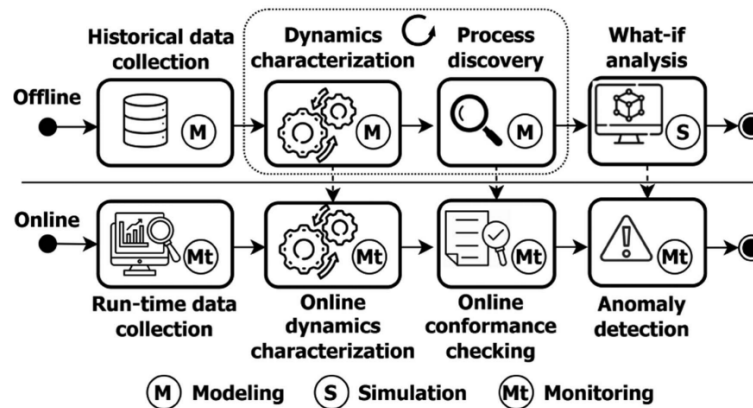 Historical data
collection
Dynamics
characterization
Process
discovery
What-if
analysis
Offline
M
M
M
S
Online
Mt
Mt
Mt
Mt
Run-time data
collection
Online
dynamics
characterization
Online
conformance
checking
Anomaly
detection
M Modeling S Simulation Mt Monitoring